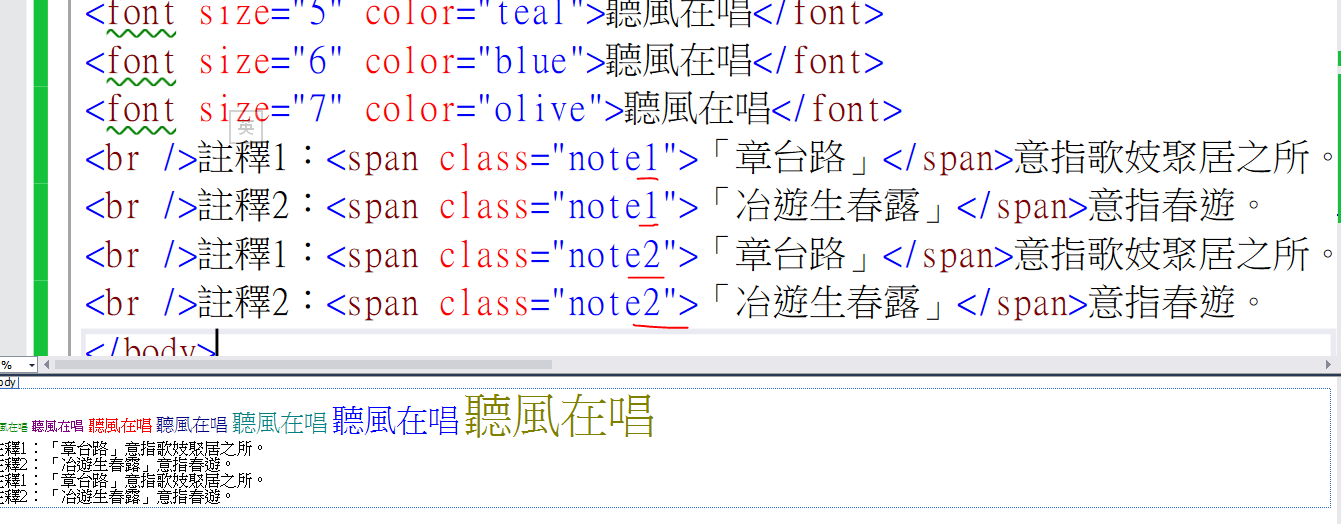 <font size="5" color="teal">聽風在唱</font>
<font size="6" color="blue">聽風在唱</font>
<font size="7" color="olive">聽風在唱</font>
英
<br />註釋1：<span class="note1">「章台路」</span>意指歌妓聚居之所。
<br />註釋2：<span class="note1">「冶遊生春露」</span>意指春遊。
<br />註釋1：<span class="note2">「章台路」</span>意指歌妓聚居之所。
<br />註釋2：<span class="note2">「冶遊生春露」</span>意指春遊。
</body>
%
ody
風在唱 聽風在唱 聽風在唱 聽風在唱 聽風在唱 聽風在唱 聽風在唱
註釋1：「章台路」意指歌妓聚居之所。
註釋2：「冶遊生春露」意指春遊。
註釋1：「章台路」意指歌妓聚居之所。
註釋2：「冶遊生春露」意指春遊。